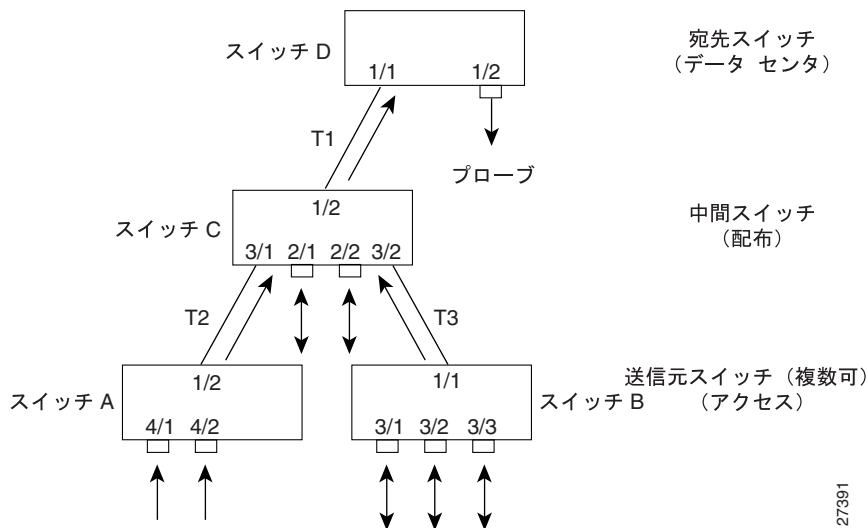 スイッチ D
1/1 1/2
宛先スイッチ
（データ センタ）
T1
プローブ
スイッチ C
1/2
3/1 2/1 2/2 3/2
中間スイッチ
（配布）
T2
T3
スイッチ A
1/2
4/1 4/2
1/1
3/1 3/2 3/3
スイッチ B
送信元スイッチ（複数可）
（アクセス）
27391